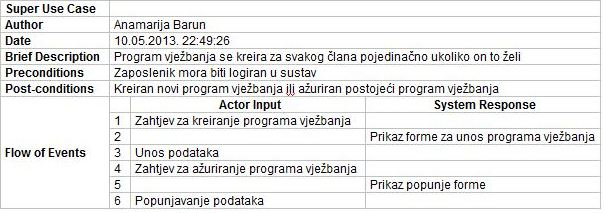 Super Use Case
Author Anamarija Barun
Date 10.05.2013. 22:49:26
Brief Description Program vježbanja se kreira za svakog člana pojedinačno ukoliko on to želi
Preconditions Zaposlenik mora biti logiran u sustav
Post-conditions Kreiran novi program vježbanja ili ažuriran postojeći program vježbanja
Flow of Events
Actor Input System Response
1 Zahtjev za kreiranje programa vježbanja
2 Prikaz forme za unos programa vježbanja
3 Unos podataka
4 Zahtjev za ažuriranje programa vježbanja
5 Prikaz popunje forme
6 Popunjavanje podataka